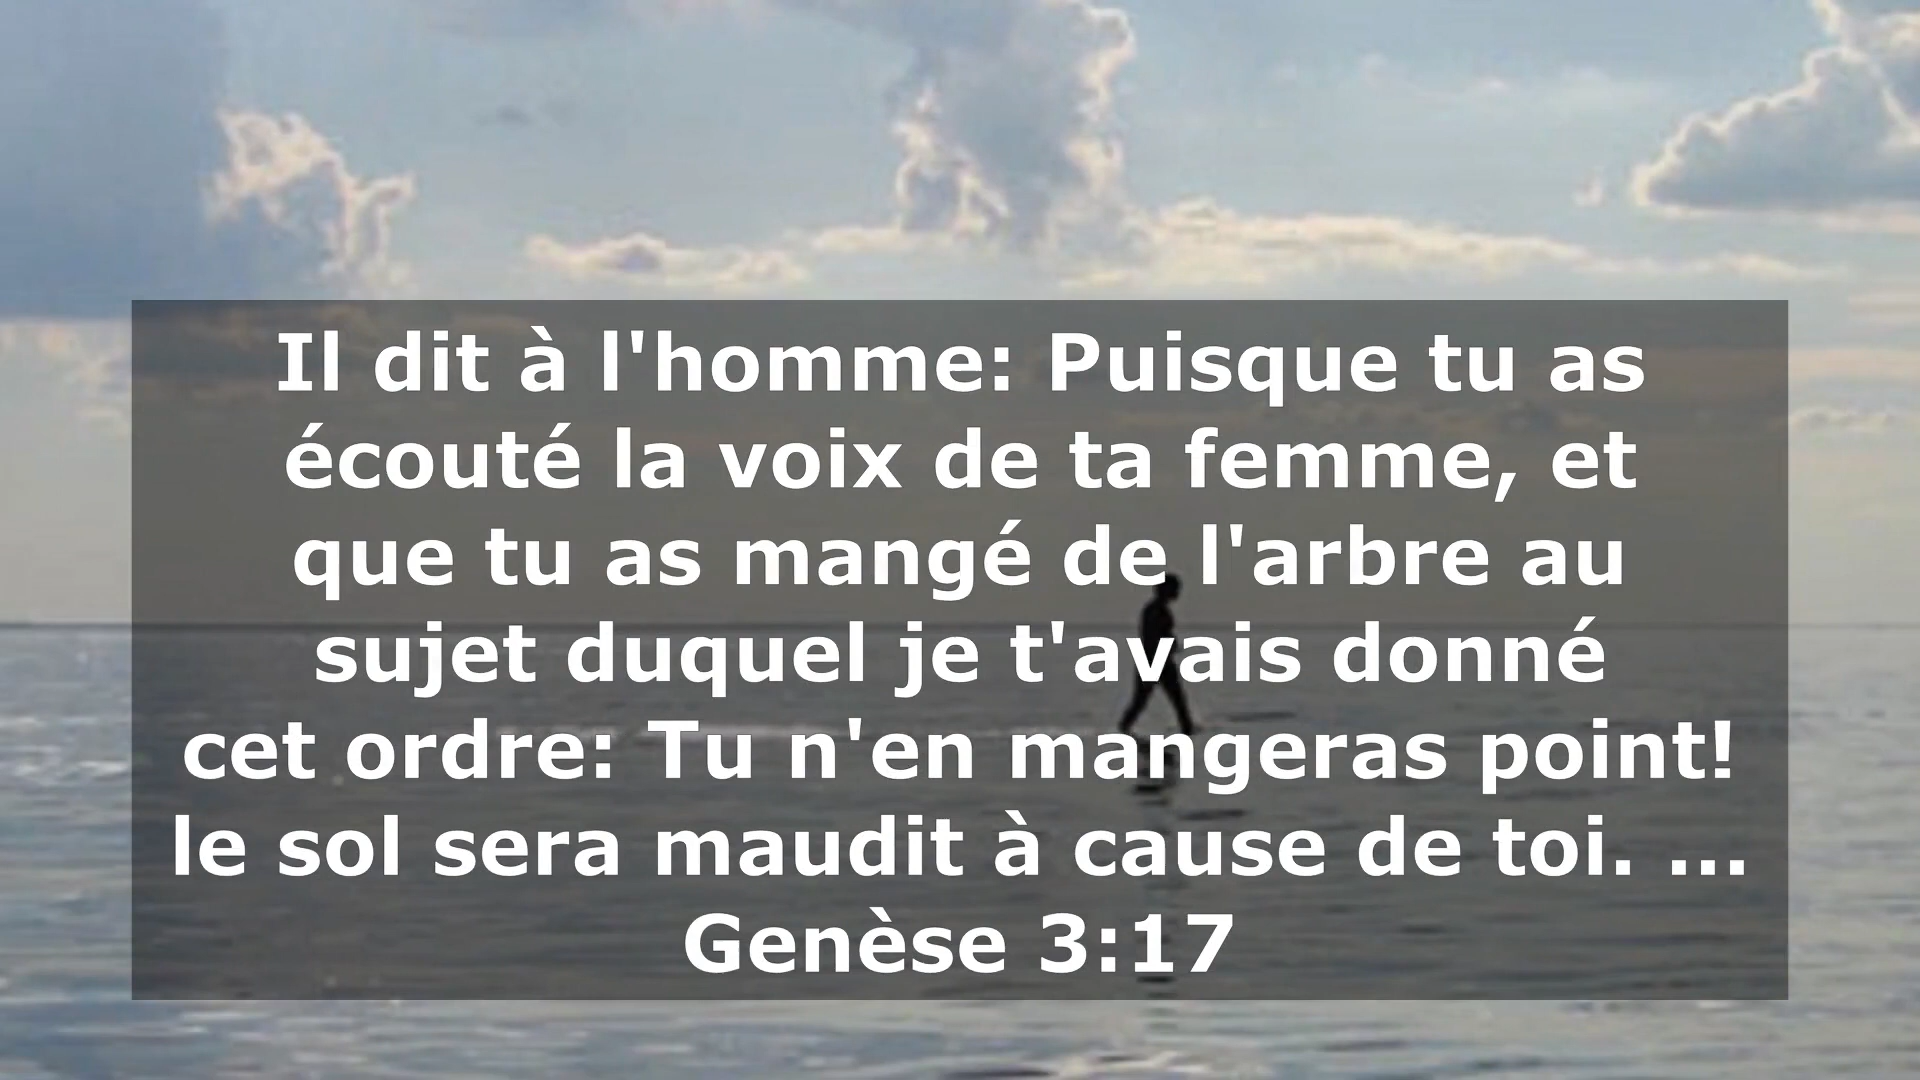 Il dit à l'homme: Puisque tu as
écouté la voix de ta femme, et
que tu as mangé de l'arbre au
sujet duquel je t'avais donné
cet ordre: Tu n'en mangeras point!
le sol sera maudit à cause de toi. ...
Genèse 3:17